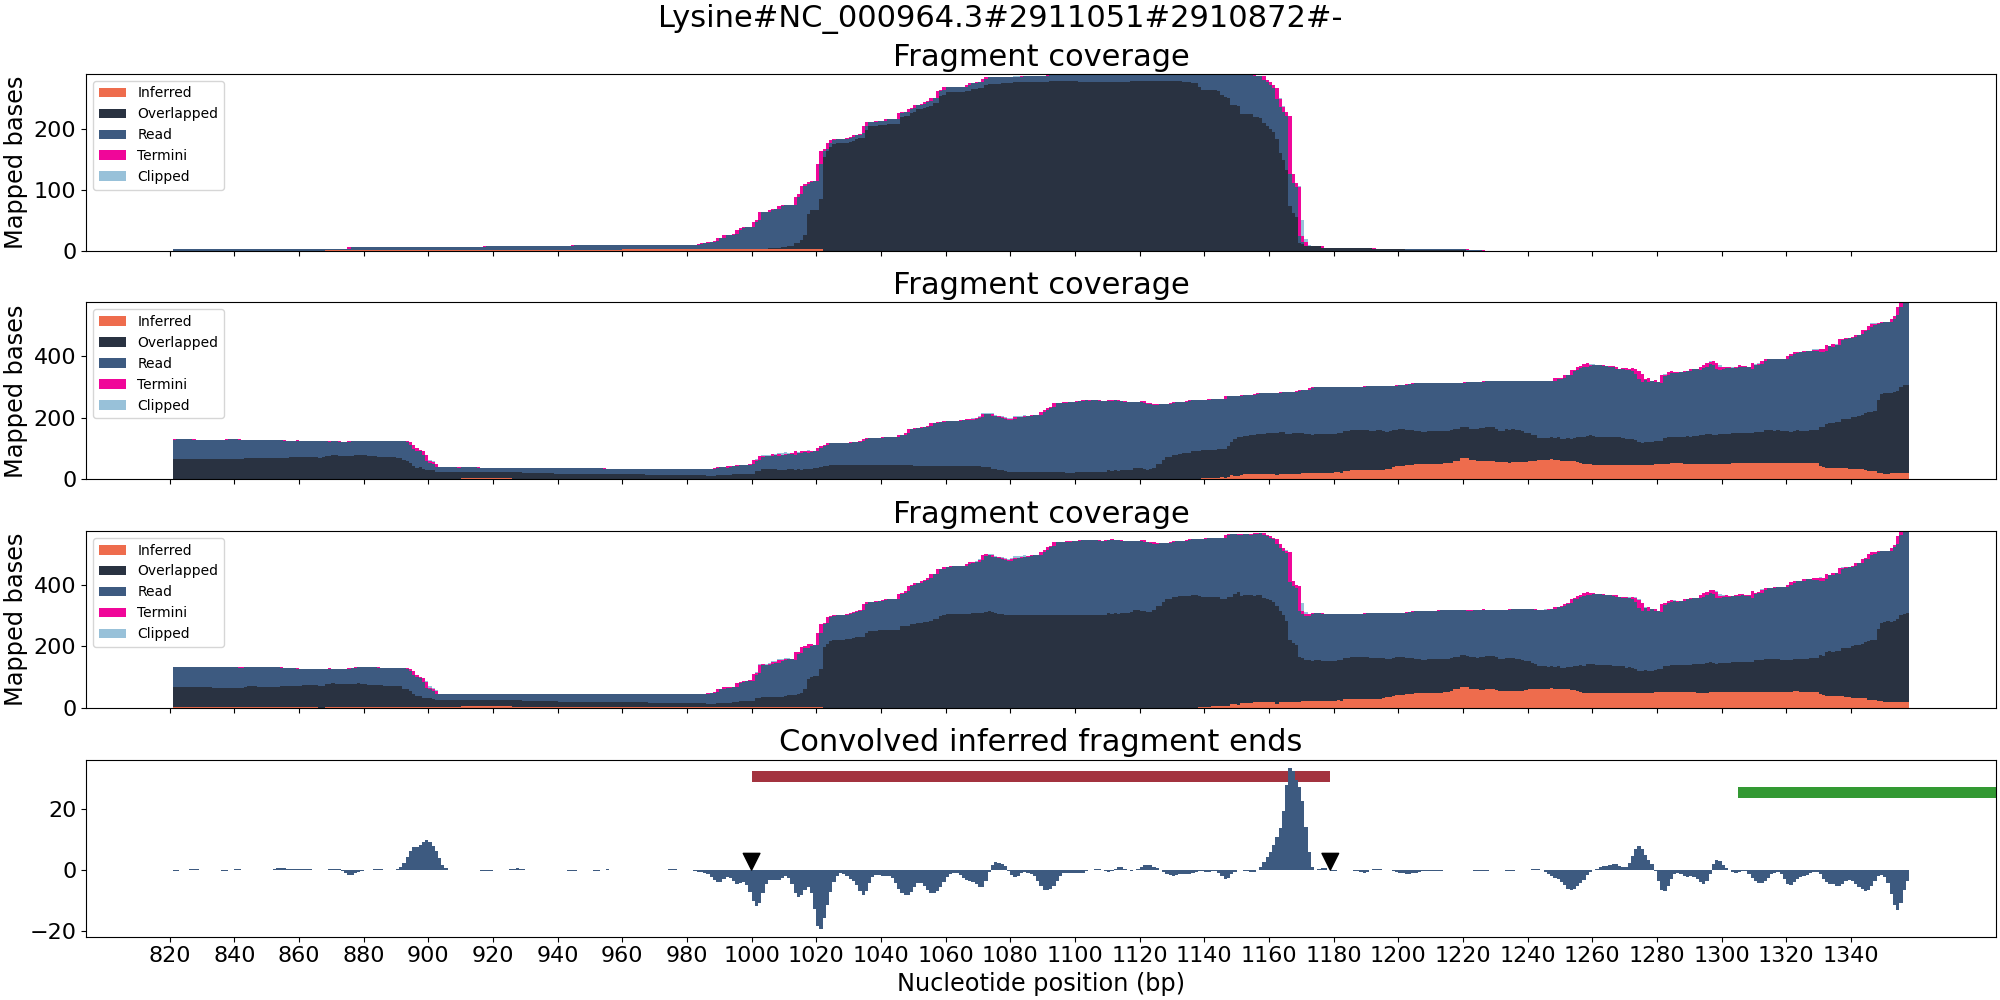 Lysine#NC_000964.3#2911051#2910872#-
Fragment coverage
Mapped bases
200
100
0
Inferred
Overlapped
Read
Termini
Clipped
Fragment coverage
Mapped bases
400
200
0
Inferred
Overlapped
Read
Termini
Clipped
Fragment coverage
Mapped bases
400
200
0
Inferred
Overlapped
Read
Termini
Clipped
Convolved inferred fragment ends
20
0
−20
820 840 860 880 900 920 940 960 980 1000 1020 1040 1060 1080 1100 1120 1140 1160 1180 1200 1220 1240 1260 1280 1300 1320 1340
Nucleotide position (bp)